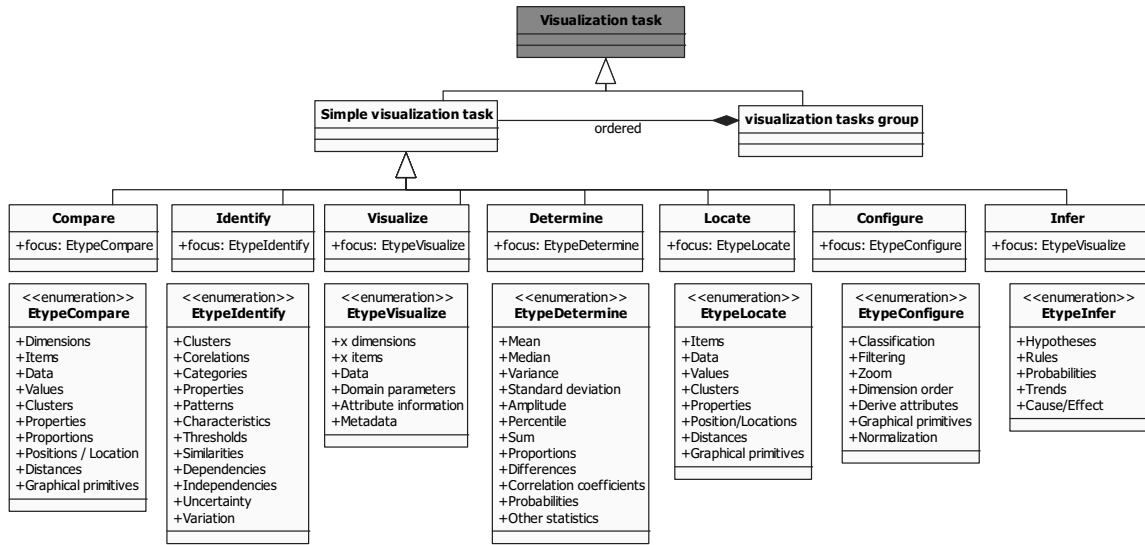 Visualization task
Simple visualization task
ordered
visualization tasks group
Compare
+focus: EtypeCompare
Identify
+focus: EtypeIdentify
Visualize
+focus: EtypeVisualize
Determine
+focus: EtypeDetermine
Locate
+focus: EtypeLocate
Configure
+focus: EtypeConfigure
Infer
+focus: EtypeVisualize
<<enumeration>>
EtypeCompare
+Dimensions
+Items
+Data
+Values
+Clusters
+Properties
+Proportions
+Positions / Location
+Distances
+Graphical primitives
<<enumeration>>
EtypeIdentify
+Clusters
+Corelations
+Categories
+Properties
+Patterns
+Characteristics
+Thresholds
+Similarities
+Dependencies
+Independencies
+Uncertainty
+Variation
<<enumeration>>
EtypeVisualize
+x dimensions
+x items
+Data
+Domain parameters
+Attribute information
+Metadata
<<enumeration>>
EtypeDetermine
+Mean
+Median
+Variance
+Standard deviation
+Amplitude
+Percentile
+Sum
+Proportions
+Differences
+Correlation coefficients
+Probabilities
+Other statistics
<<enumeration>>
EtypeLocate
+Items
+Data
+Values
+Clusters
+Properties
+Position/Locations
+Distances
+Graphical primitives
<<enumeration>>
EtypeConfigure
+Classification
+Filtering
+Zoom
+Dimension order
+Derive attributes
+Graphical primitives
+Normalization
<<enumeration>>
EtypeInfer
+Hypotheses
+Rules
+Probabilities
+Trends
+Cause/Effect